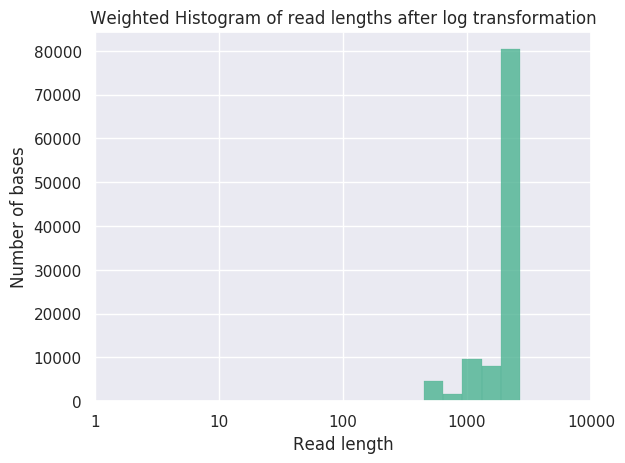 Weighted Histogram of read lengths after log transformation
80000
70000
60000
50000
40000
30000
20000
10000
0
Number of bases
1 10 100 1000 10000
Read length